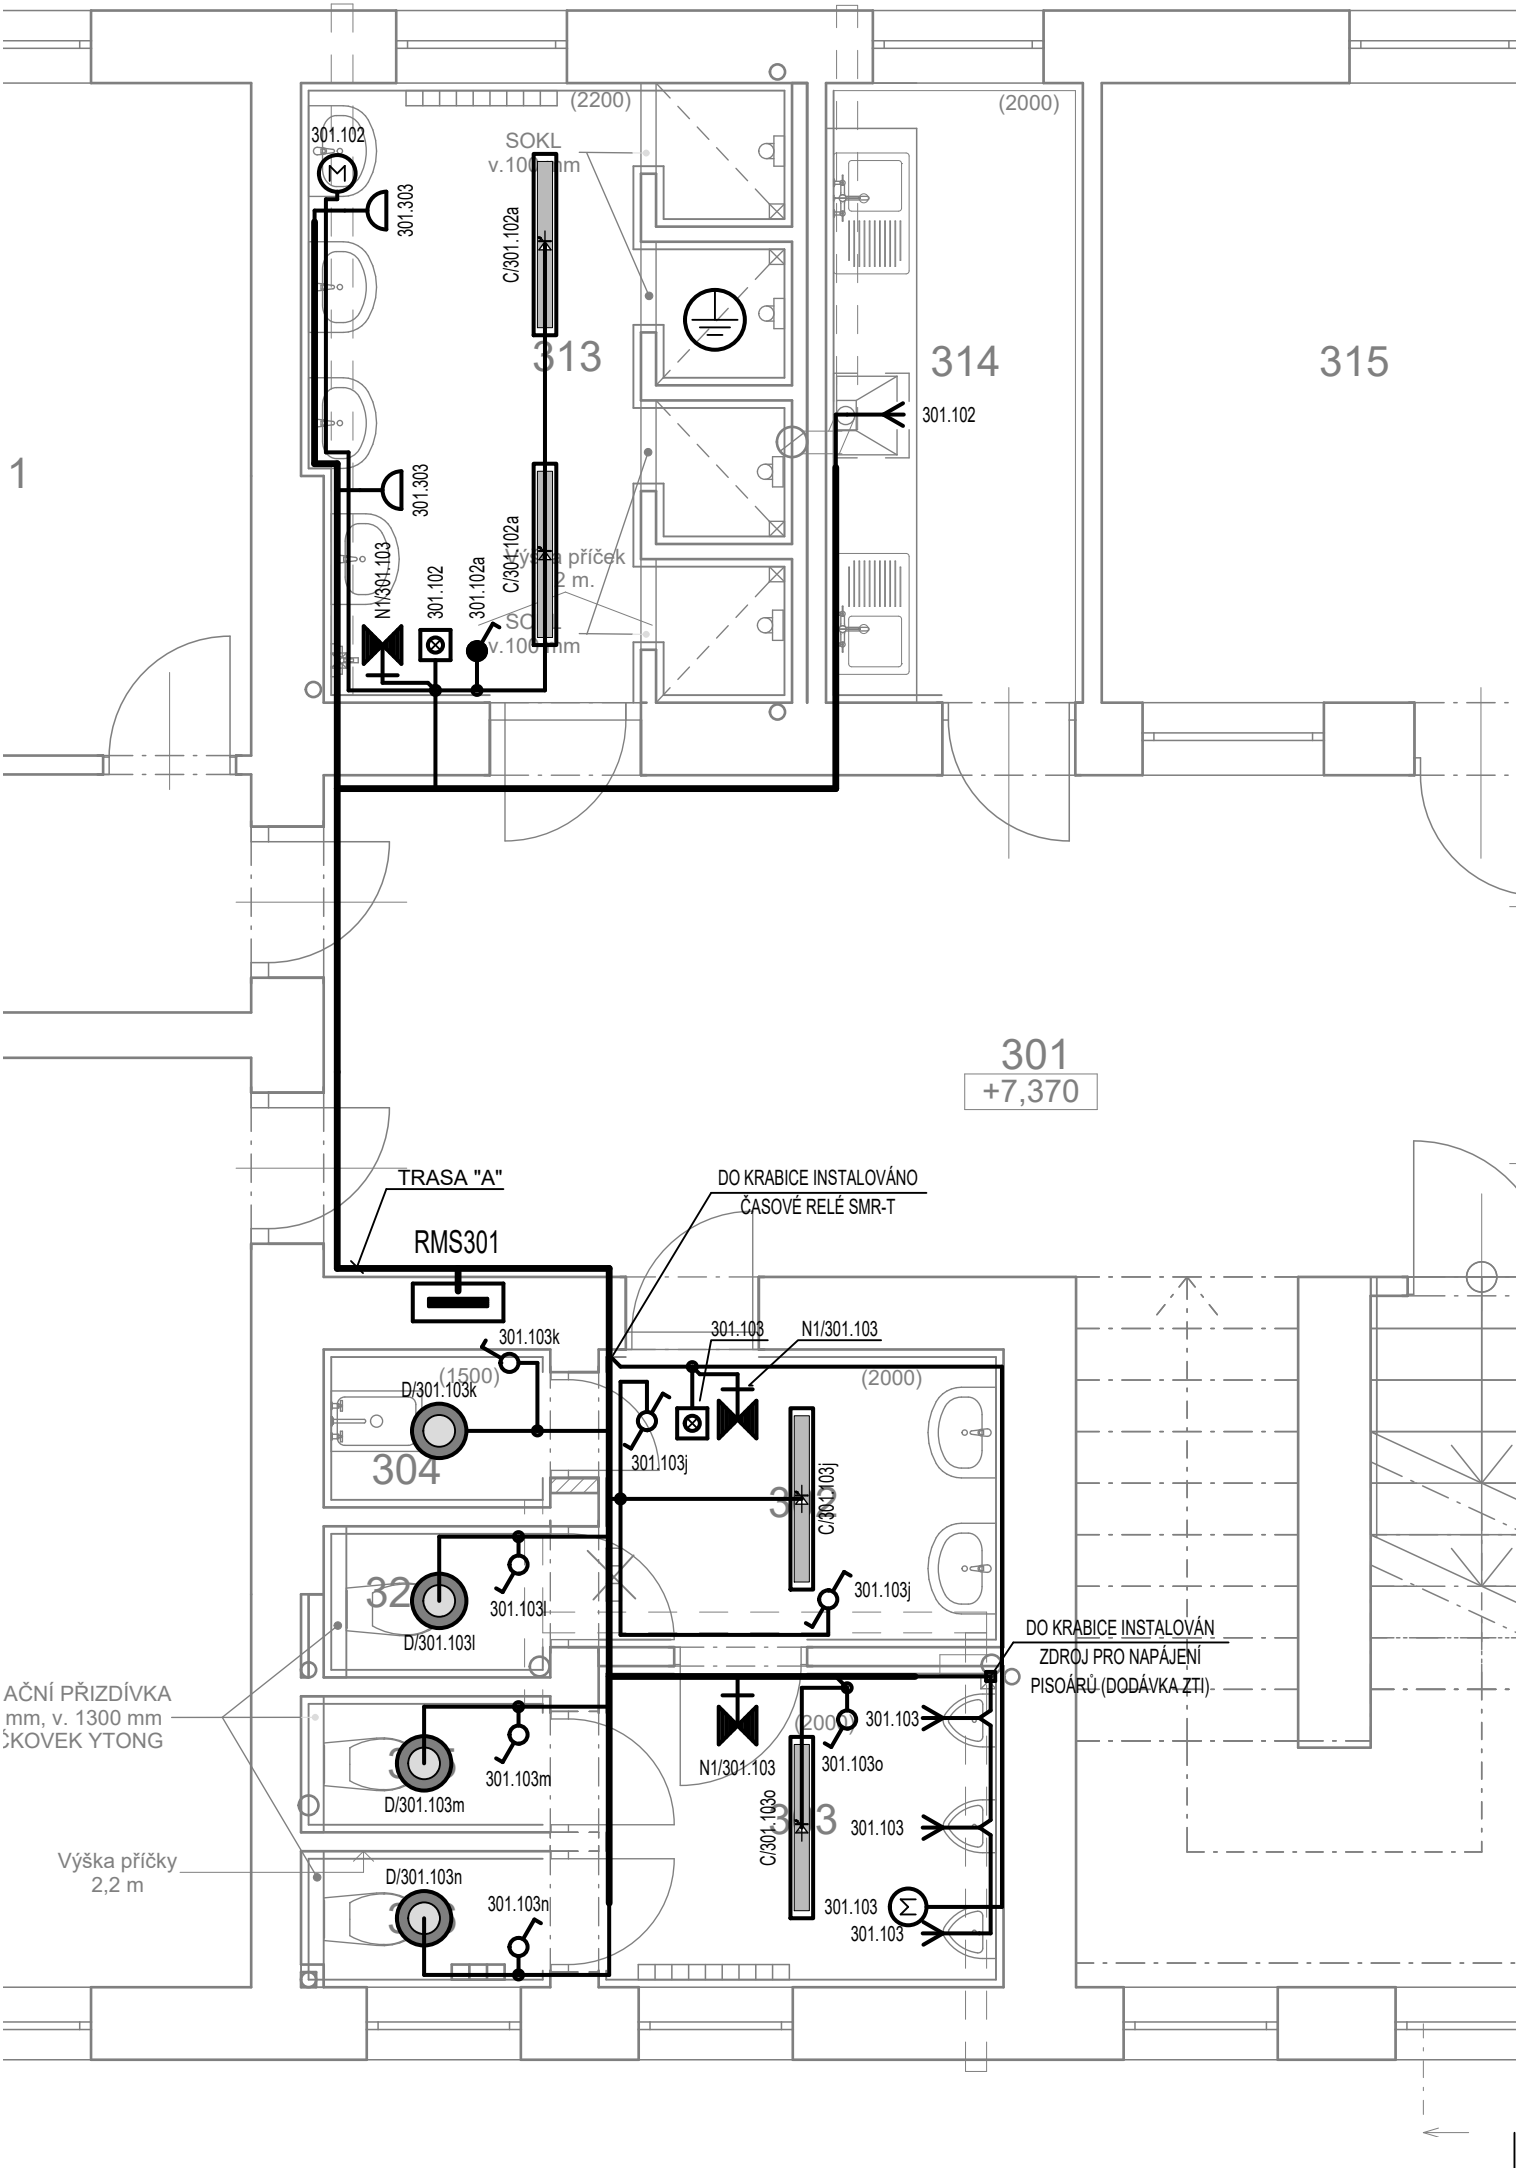 (2200)
(2000)
301.102
SOKL
v.100 mm
301.303
C/301.102a
313
314
315
301.102
1
301.303
N1/301.103
301.102
301.102a
C/301.102a
příček
2 m.
v.100 mm
301
+7,370
TRASA "A"
DO KRABICE INSTALOVÁNO
ČASOVÉ RELÉ SMR-T
RMS301
301.103k
301.103
N1/301.103
(1500)
(2000)
D/301.103k
304
301.103j
C/301.103j
301.103l
D/301.103l
301.103j
DO KRABICE INSTALOVÁN
ZDROJ PRO NAPÁJENÍ
PISOÁRŮ (DODÁVKA ZTI)
AČNÍ PŘIZDÍVKA
mm, v. 1300 mm
ČKOVEK YTONG
301.103
(2000)
N1/301.103
301.103o
301.103m
D/301.103m
C/301.103o
301.103
Výška příčky
2,2 m
D/301.103n
301.103n
301.103
301.103
M
M